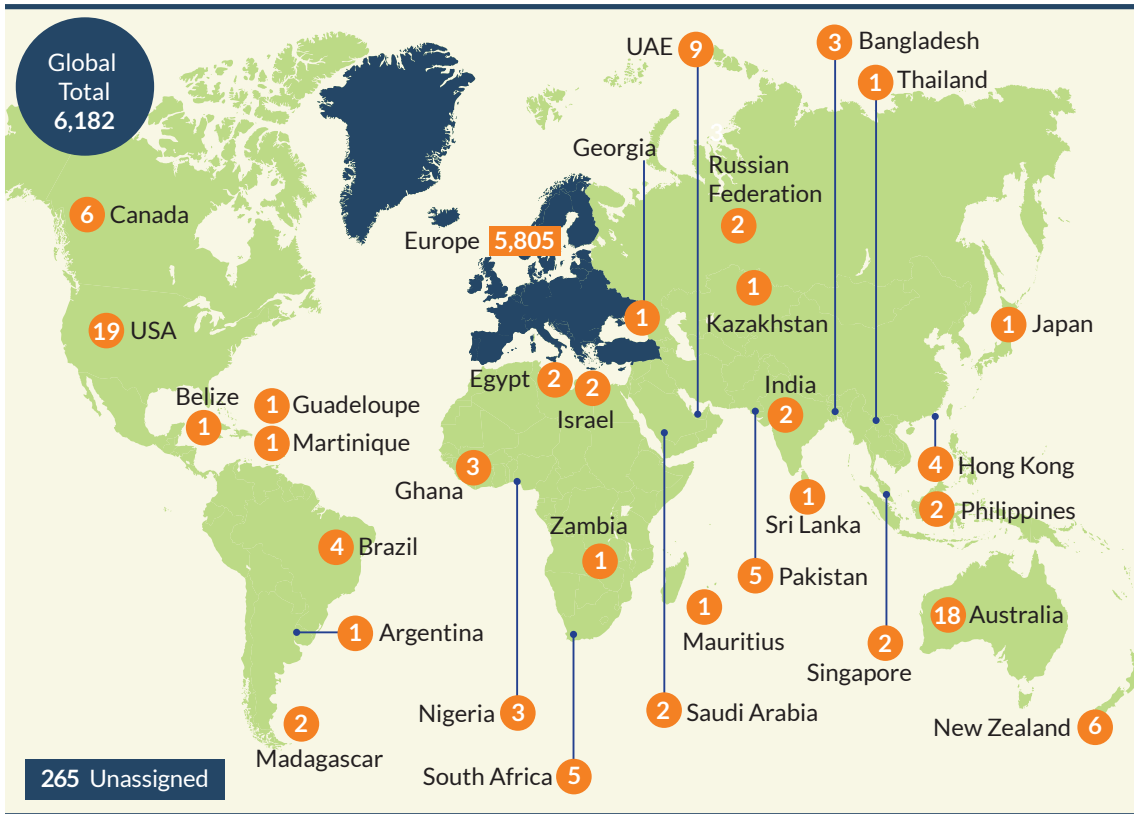 Global
Total
6,182
UAE 9
3 Bangladesh
1 Thailand
Georgia
1
3
Russian
Federation
2
6 Canada
Europe 5,805
1
Kazakhstan
19 USA
1 Japan
Belize
1
1 Guadeloupe
1 Martinique
Egypt 2
2
Israel
India
2
3
Ghana
4 Hong Kong
1
Sri Lanka
2 Philippines
Zambia
1
4 Brazil
5 Pakistan
1
Mauritius
18 Australia
1 Argentina
2
Singapore
Nigeria 3
2 Saudi Arabia
2
Madagascar
New Zealand 6
South Africa 5
265 Unassigned